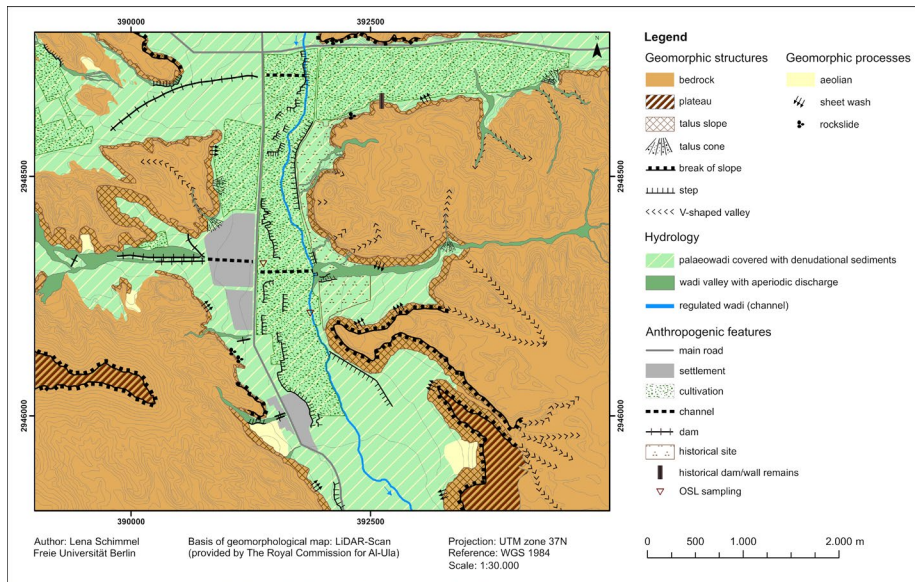 390000
392500
N
2948500
2948500
2946000
2946000
390000
392500
Legend
Geomorphic structures
bedrock
plateau
talus slope
talus cone
break of slope
step
V-shaped valley
Geomorphic processes
aeolian
sheet wash
rockslide
Hydrology
palaeowadi covered with denudational sediments
wadi valley with aperiodic discharge
regulated wadi (channel)
Anthropogenic features
main road
settlement
cultivation
channel
dam
historical site
historical dam/wall remains
OSL sampling
0 500 1.000 2.000 m
Author: Lena Schimmel
Freie Universität Berlin
Basis of geomorphological map: LiDAR-Scan
(provided by The Royal Commission for Al-Ula)
Projection: UTM zone 37N
Reference: WGS 1984
Scale: 1:30.000